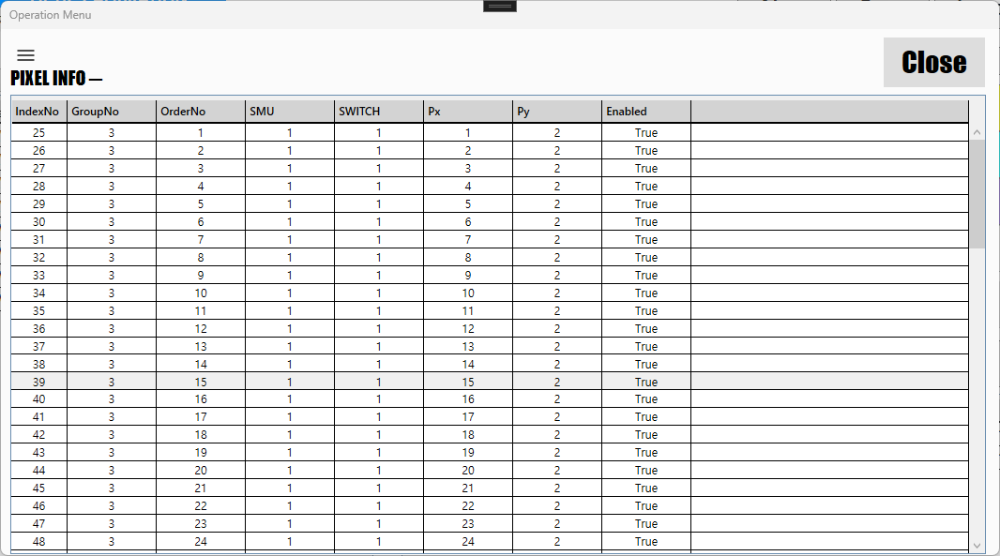 Operation Menu
Close
PIXEL INFO —
IndexNo GroupNo OrderNo SMU SWITCH Px Py Enabled
25 3 1 1 1 1 2 True
26 3 2 1 1 2 2 True
27 3 3 1 1 3 2 True
28 3 4 1 1 4 2 True
29 3 5 1 1 5 2 True
30 3 6 1 1 6 2 True
31 3 7 1 1 7 2 True
32 3 8 1 1 8 2 True
33 3 9 1 1 9 2 True
34 3 10 1 1 10 2 True
35 3 11 1 1 11 2 True
36 3 12 1 1 12 2 True
37 3 13 1 1 13 2 True
38 3 14 1 1 14 2 True
39 3 15 1 1 15 2 True
40 3 16 1 1 16 2 True
41 3 17 1 1 17 2 True
42 3 18 1 1 18 2 True
43 3 19 1 1 19 2 True
44 3 20 1 1 20 2 True
45 3 21 1 1 21 2 True
46 3 22 1 1 22 2 True
47 3 23 1 1 23 2 True
48 3 24 1 1 24 2 True